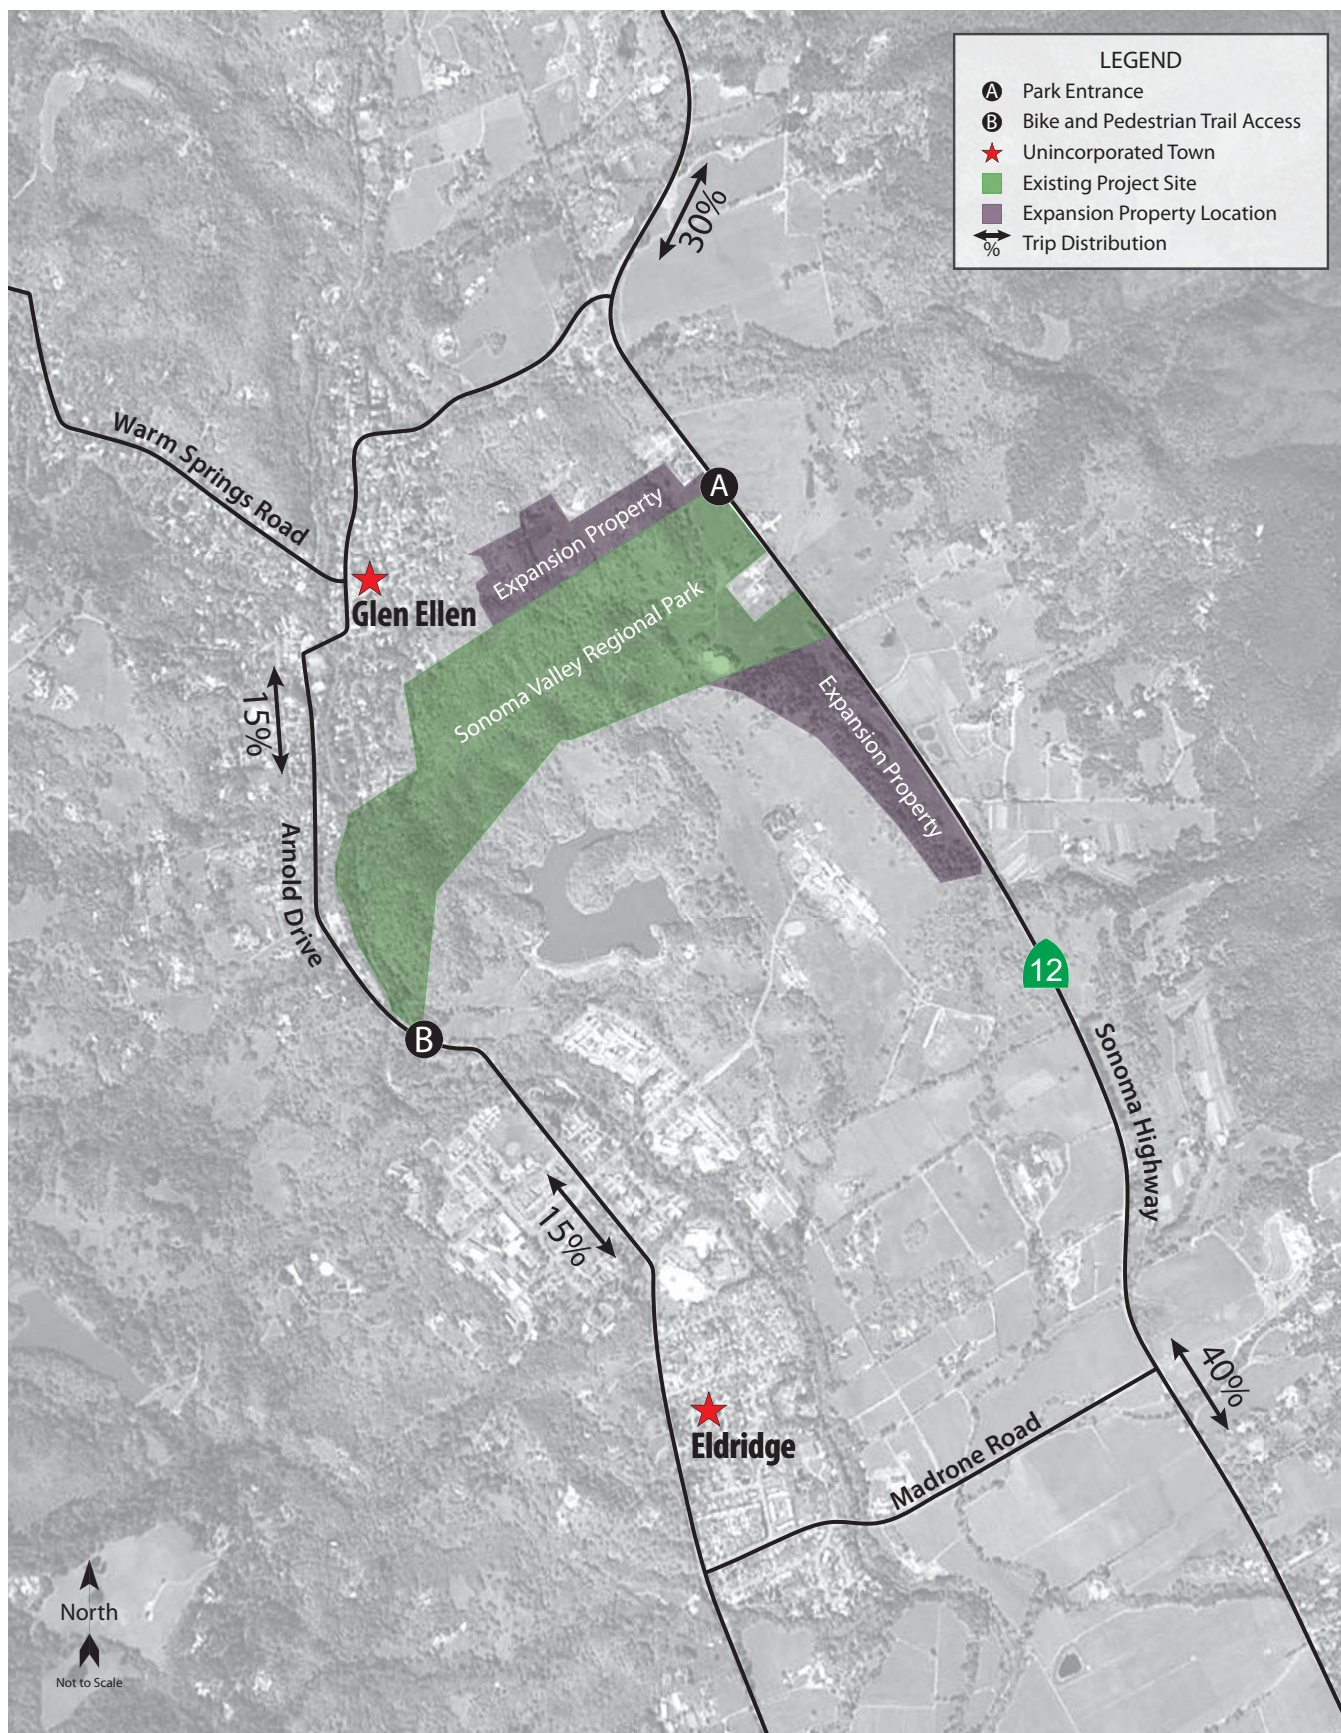 LEGEND
A Park Entrance
B Bike and Pedestrian Trail Access
Unincorporated Town
Existing Project Site
Expansion Property Location
% Trip Distribution
30%
Warm Springs Road
A
Expansion Property
Glen Ellen
Sonoma Valley Regional Park
Expansion Property
15%
Arnold Drive
12
B
Sonoma Highway
15%
40%
Eldridge
Madrone Road
North
Not to Scale